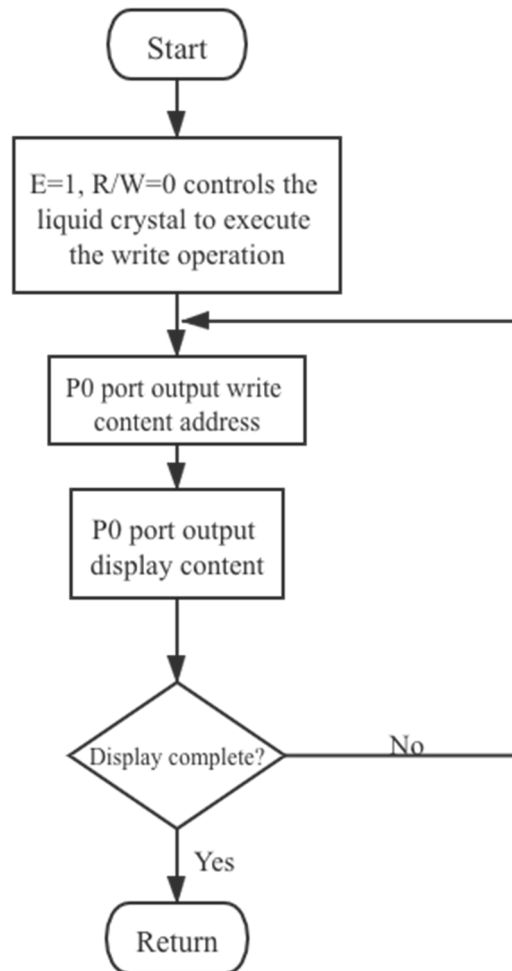 Start
E=1, R/W=0 controls the
liquid crystal to execute
the write operation
P0 port output write
content address
P0 port output
display content
Display complete?
No
Yes
Return